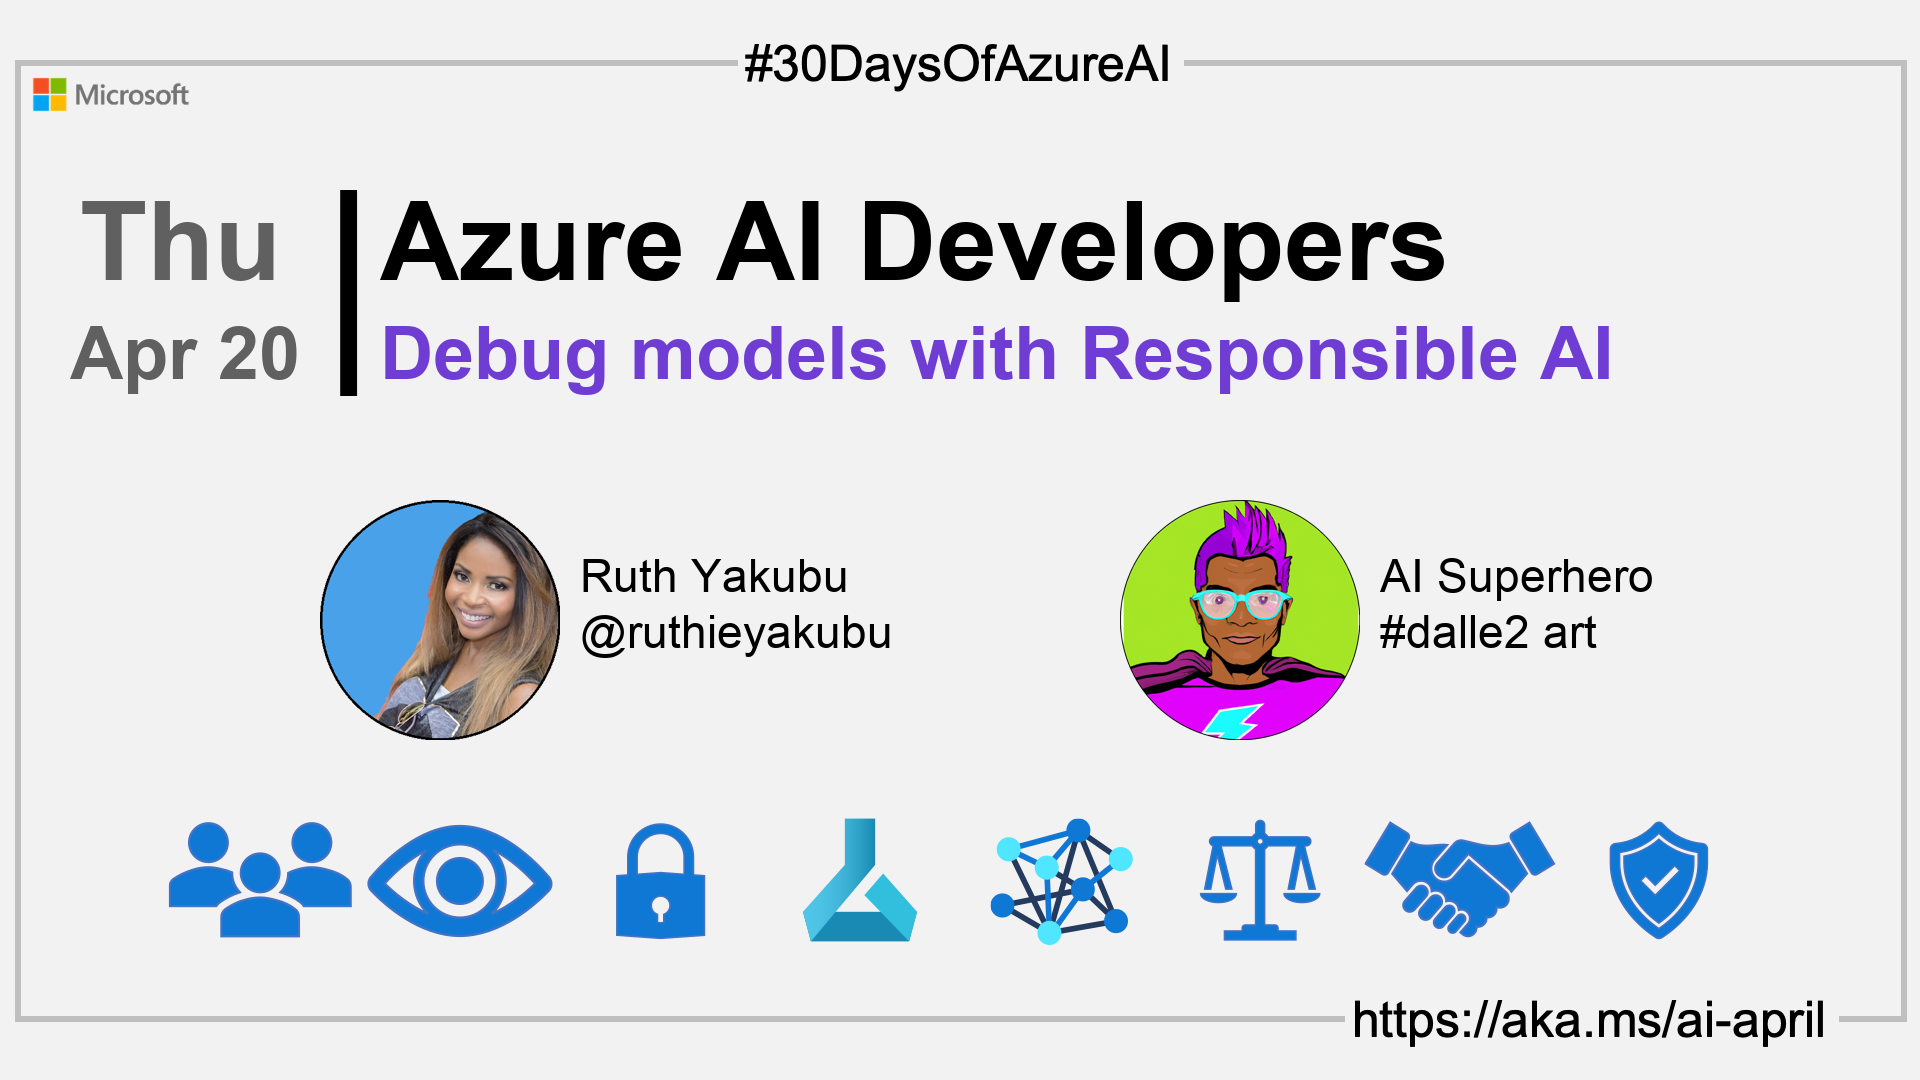 #30DaysOfAzureAI
Microsoft
Thu
Apr 20
Azure AI Developers
Debug models with Responsible AI
Ruth Yakubu
@ruthieyakubu
AI Superhero
#dalle2 art
https://aka.ms/ai-april